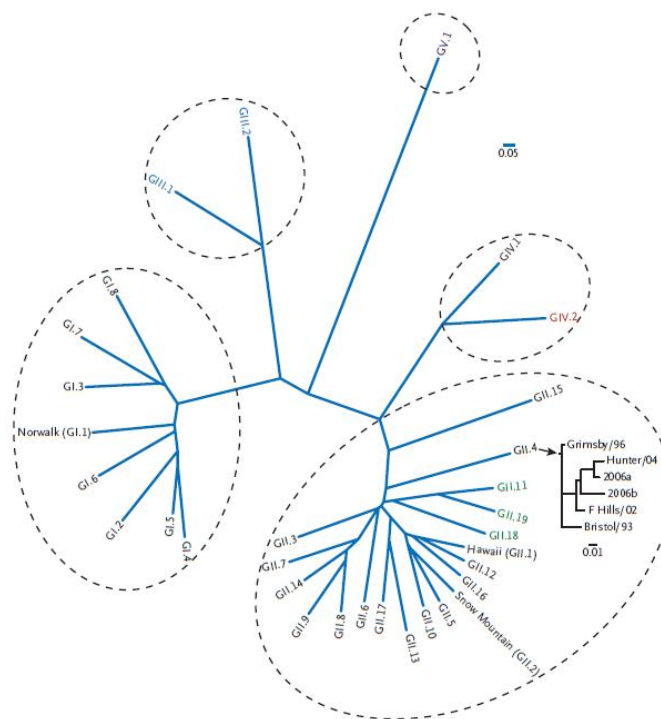 GV.1
0.05
GIII.2
GIII.1
GIV.1
GIV.2
GI.8
GI.7
GI.3
Norwalk (GI.1)
GI.6
GI.2
GI.5
GI.4
GII.15
GII.4
Grimsby/96
Hunter/04
2006a
2006b
F Hills/02
Bristol/93
0.01
GII.11
GII.19
GII.18
Hawaii (GII.1)
GII.12
GII.16
Snow Mountain (GII.2)
GII.5
GII.10
GII.13
GII.17
GII.6
GII.8
GII.9
GII.14
GII.7
GII.3